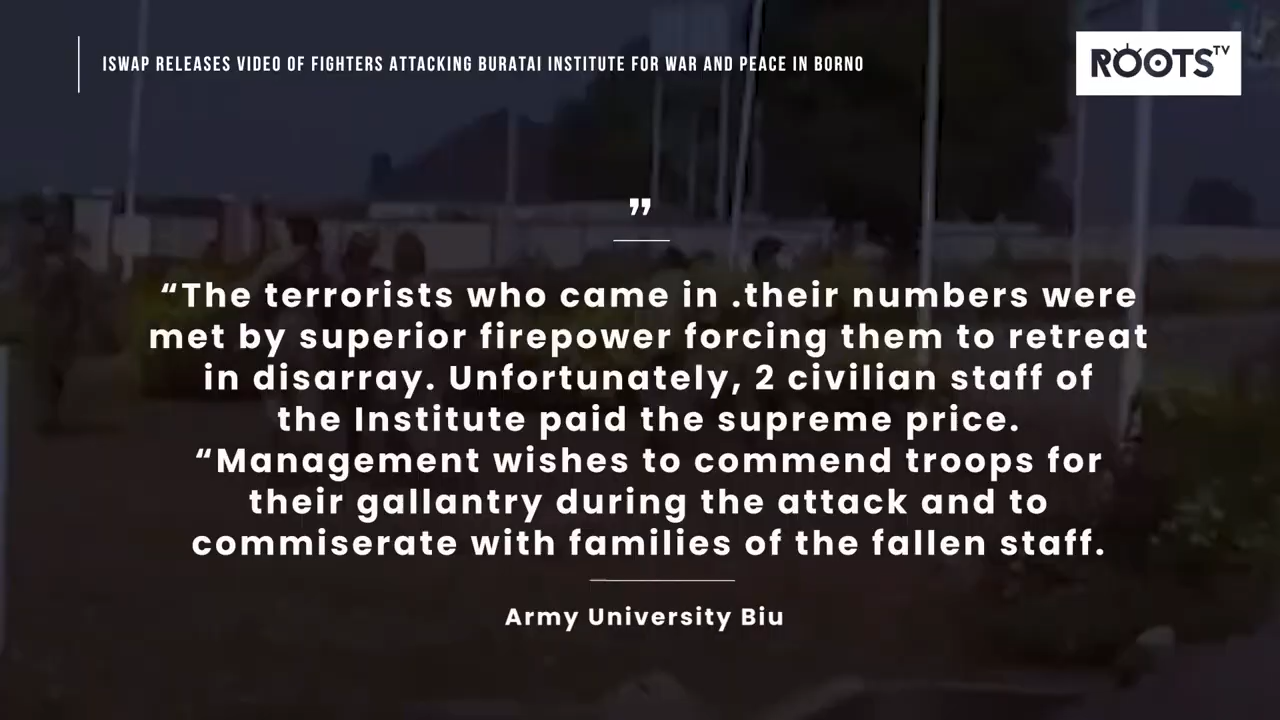 ISWAP RELEASES VIDEO OF FIGHTERS ATTACKING BURATAI INSTITUTE FOR WAR AND PEACE IN BORNO
ROOTS TV
”
“The terrorists who came in .their numbers were
met by superior firepower forcing them to retreat
in disarray. Unfortunately, 2 civilian staff of
the Institute paid the supreme price.
“Management wishes to commend troops for
their gallantry during the attack and to
commiserate with families of the fallen staff.
Army University Biu